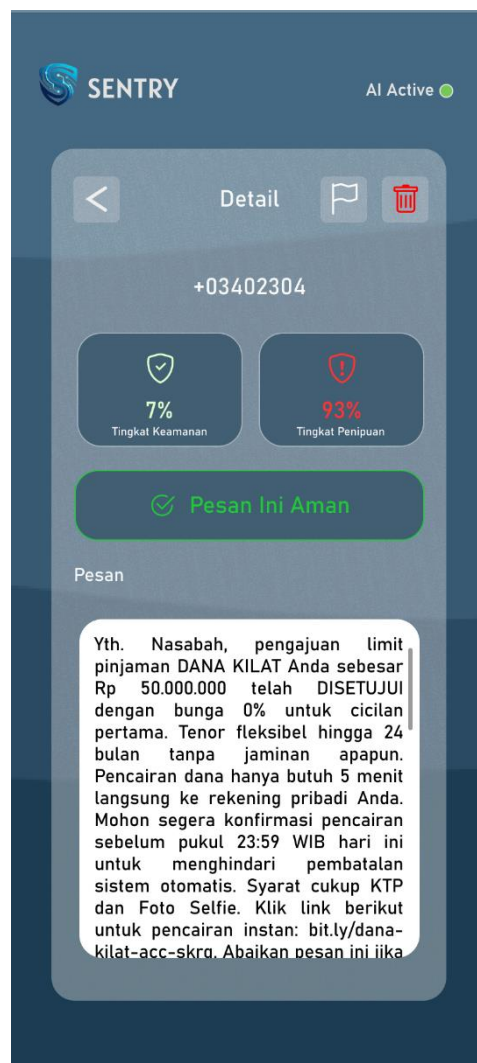 SENTRY
AI Active
Detail
+03402304
7%
Tingkat Keamanan
93%
Tingkat Penipuan
Pesan Ini Aman
Pesan
Yth. Nasabah, pengajuan limit
pinjaman DANA KILAT Anda sebesar
Rp 50.000.000 telah DISETUJUI
dengan bunga 0% untuk cicilan
pertama. Tenor fleksibel hingga 24
bulan tanpa jaminan apapun.
Pencairan dana hanya butuh 5 menit
langsung ke rekening pribadi Anda.
Mohon segera konfirmasi pencairan
sebelum pukul 23:59 WIB hari ini
untuk menghindari pembatalan
sistem otomatis. Syarat cukup KTP
dan Foto Selfie. Klik link berikut
untuk pencairan instan: bit.ly/dana-
kilat-acc-skrg. Abaikan pesan ini jika